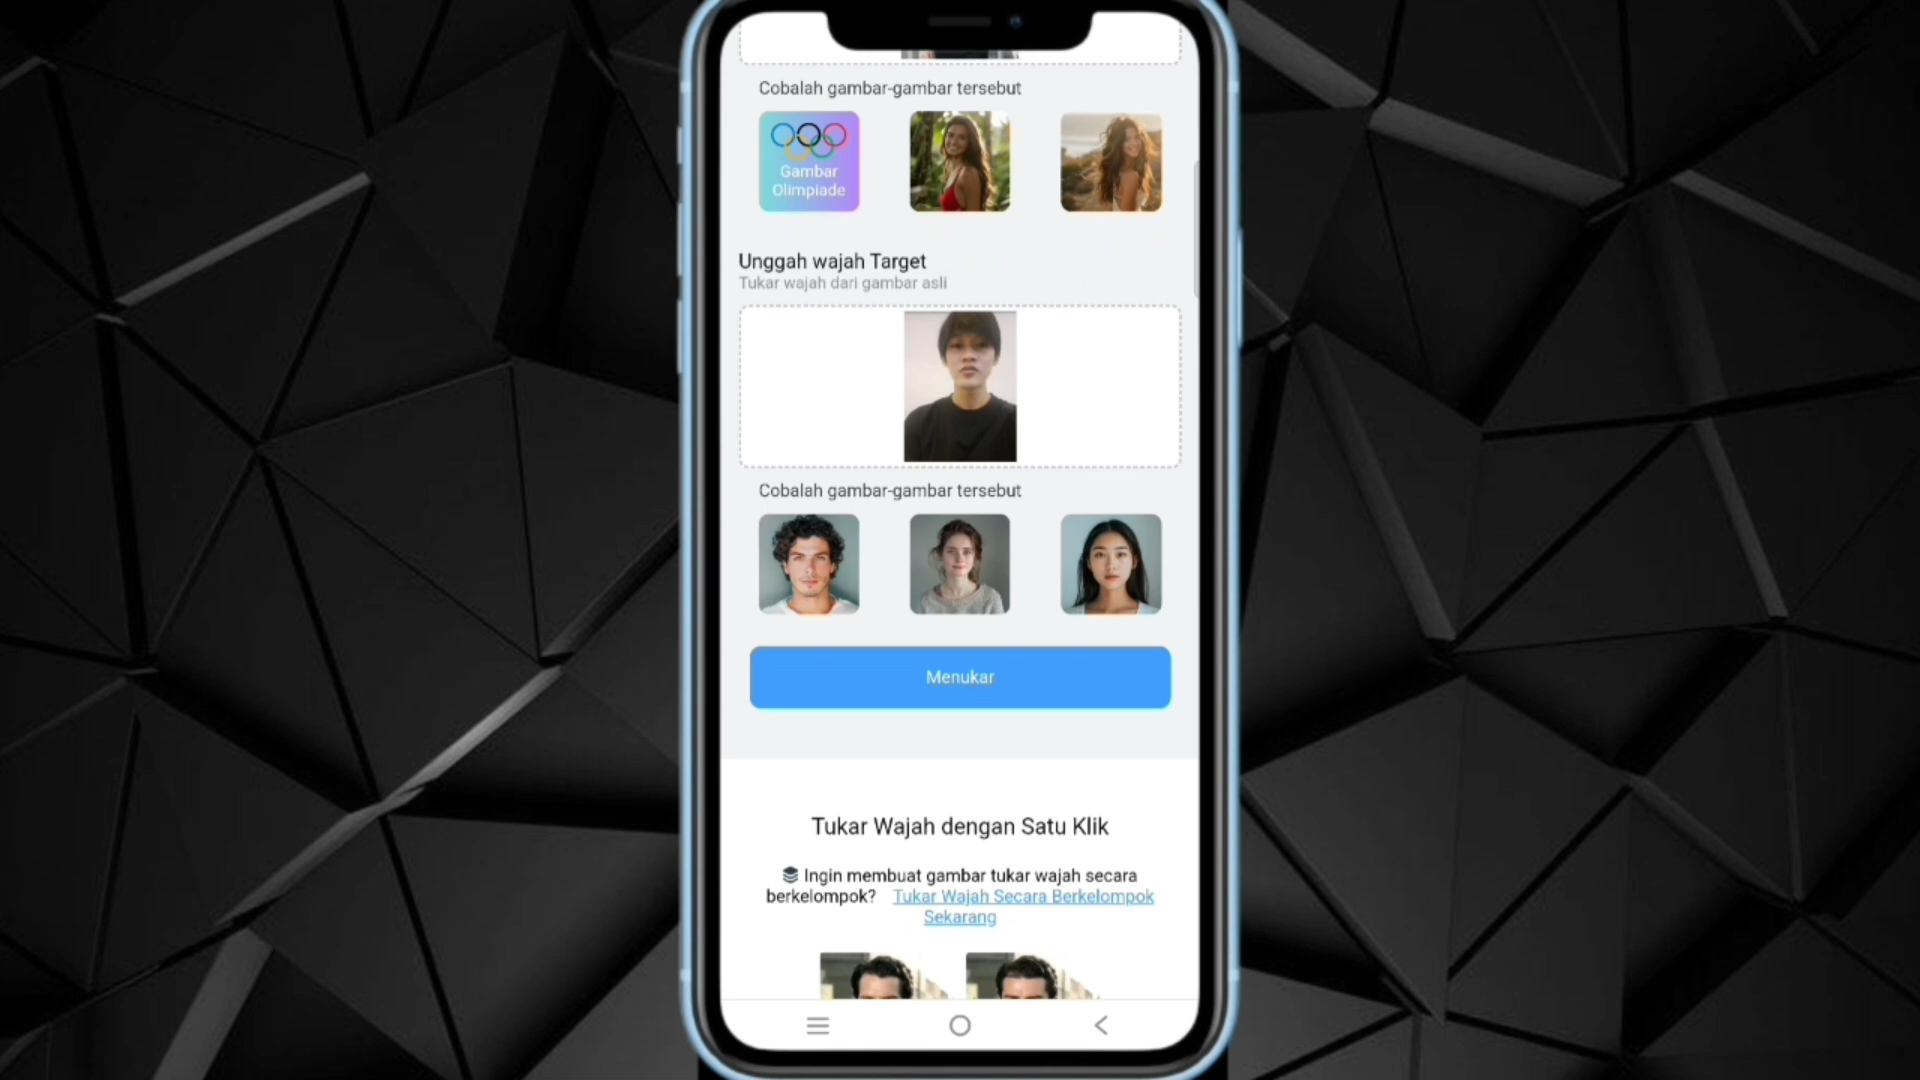 Cobalah gambar-gambar tersebut
Gambar
Olimpiade
Unggah wajah Target
Tukar wajah dari gambar asli
Cobalah gambar-gambar tersebut
Menukar
Tukar Wajah dengan Satu Klik
Ingin membuat gambar tukar wajah secara
berkelompok? Tukar Wajah Secara Berkelompok
Sekarang